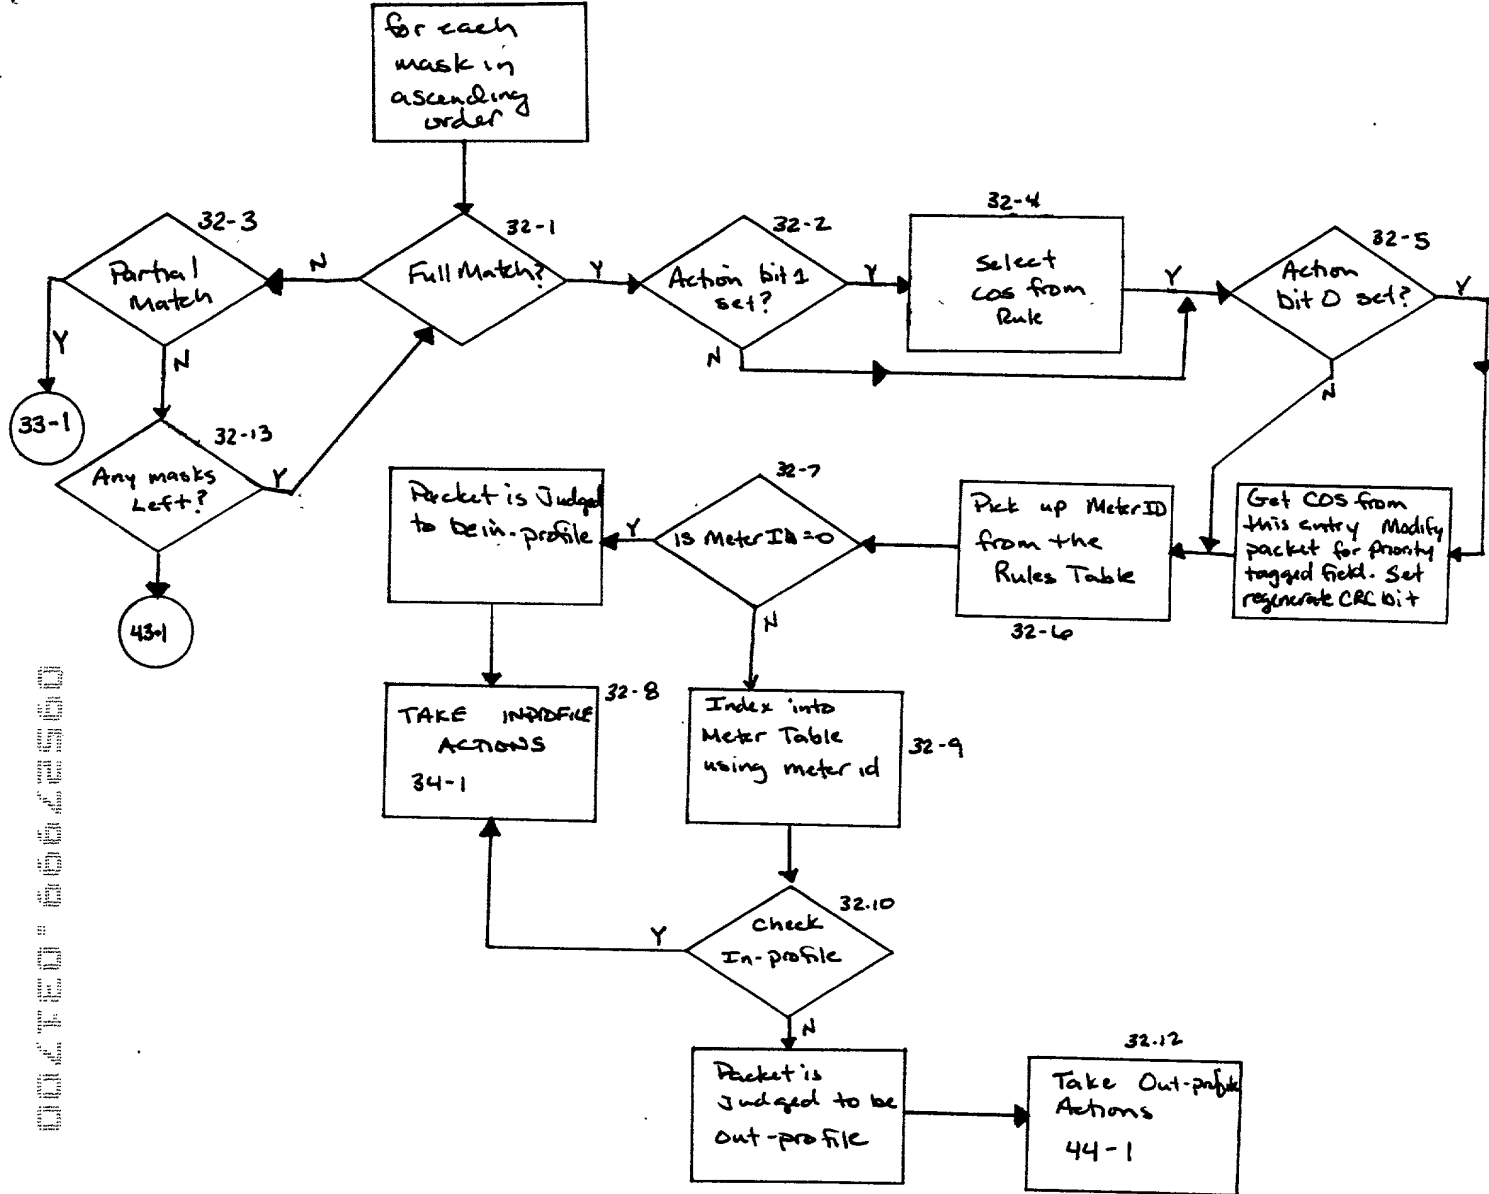 for each
mask in
ascending
order
32-3
Partial
Match
N
Y
N
32-1
Full Match?
Y
32-2
Action bit 1
set?
Y
N
32-4
Select
COS from
Rule
Y
32-5
Action
bit 0 set?
Y
N
33-1
32-13
Any masks
Left?
Y
43-1
Packet is Judged
to be in-profile
Y
32-7
is MeterID=0
N
Pick up MeterID
from the
Rules Table
32-6
Get COS from
this entry Modify
packet for Priority
tagged field. Set
regenerate CRC bit
TAKE INPROFILE
ACTIONS
34-1
32-8
Index into
Meter Table
using meter id
32-9
32.10
Check
In-profile
Y
N
Packet is
Judged to be
Out-profile
32.12
Take Out-profile
Actions
44-1
09527999.031700